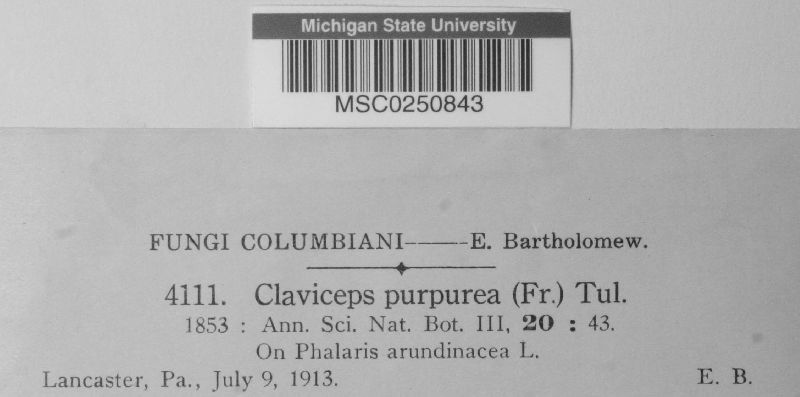 Michigan State University
MSC0250843
FUNGI COLUMBIANI——E. Bartholomew.
4111. Claviceps purpurea (Fr.) Tul.
1853 : Ann. Sci. Nat. Bot. III, 20 : 43.
On Phalaris arundinacea L.
Lancaster, Pa., July 9, 1913. E. B.